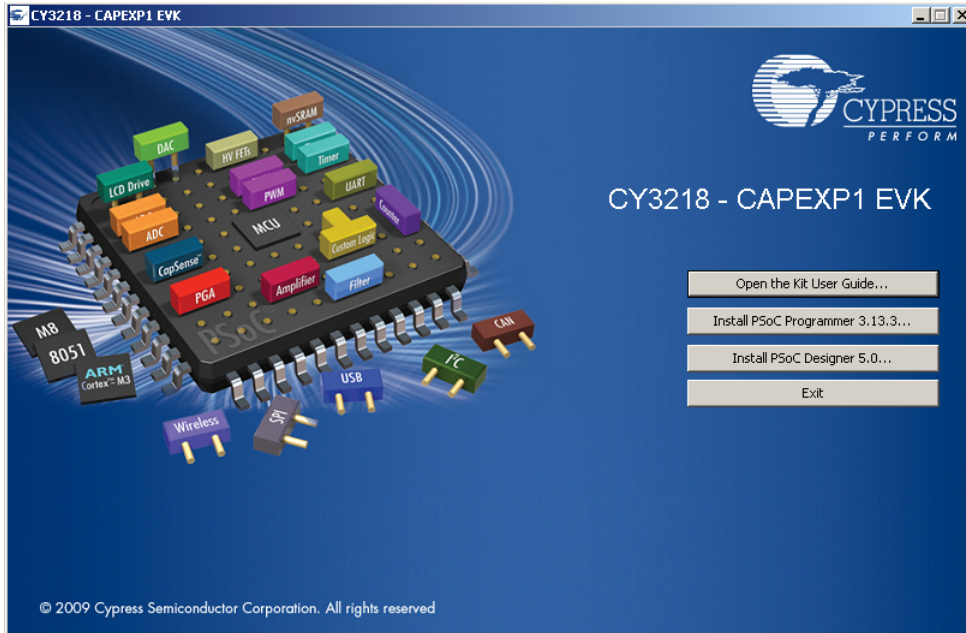 CY3218 - CAPEXP1 EVK
CYPRESS
PERFORM
CY3218 - CAPEXP1 EVK
nvSRAM
DAC
HV FETs
Timer
LCD Drive
PWM
UART
Counter
ADC
MCU
Custom Logic
CapSense™
PGA
Amplifier
Filter
PSoC
M8
8051
ARM
Cortex™-M3
CAN
I²C
USB
SPI
Wireless
Open the Kit User Guide...
Install PSoC Programmer 3.13.3...
Install PSoC Designer 5.0...
Exit
© 2009 Cypress Semiconductor Corporation. All rights reserved